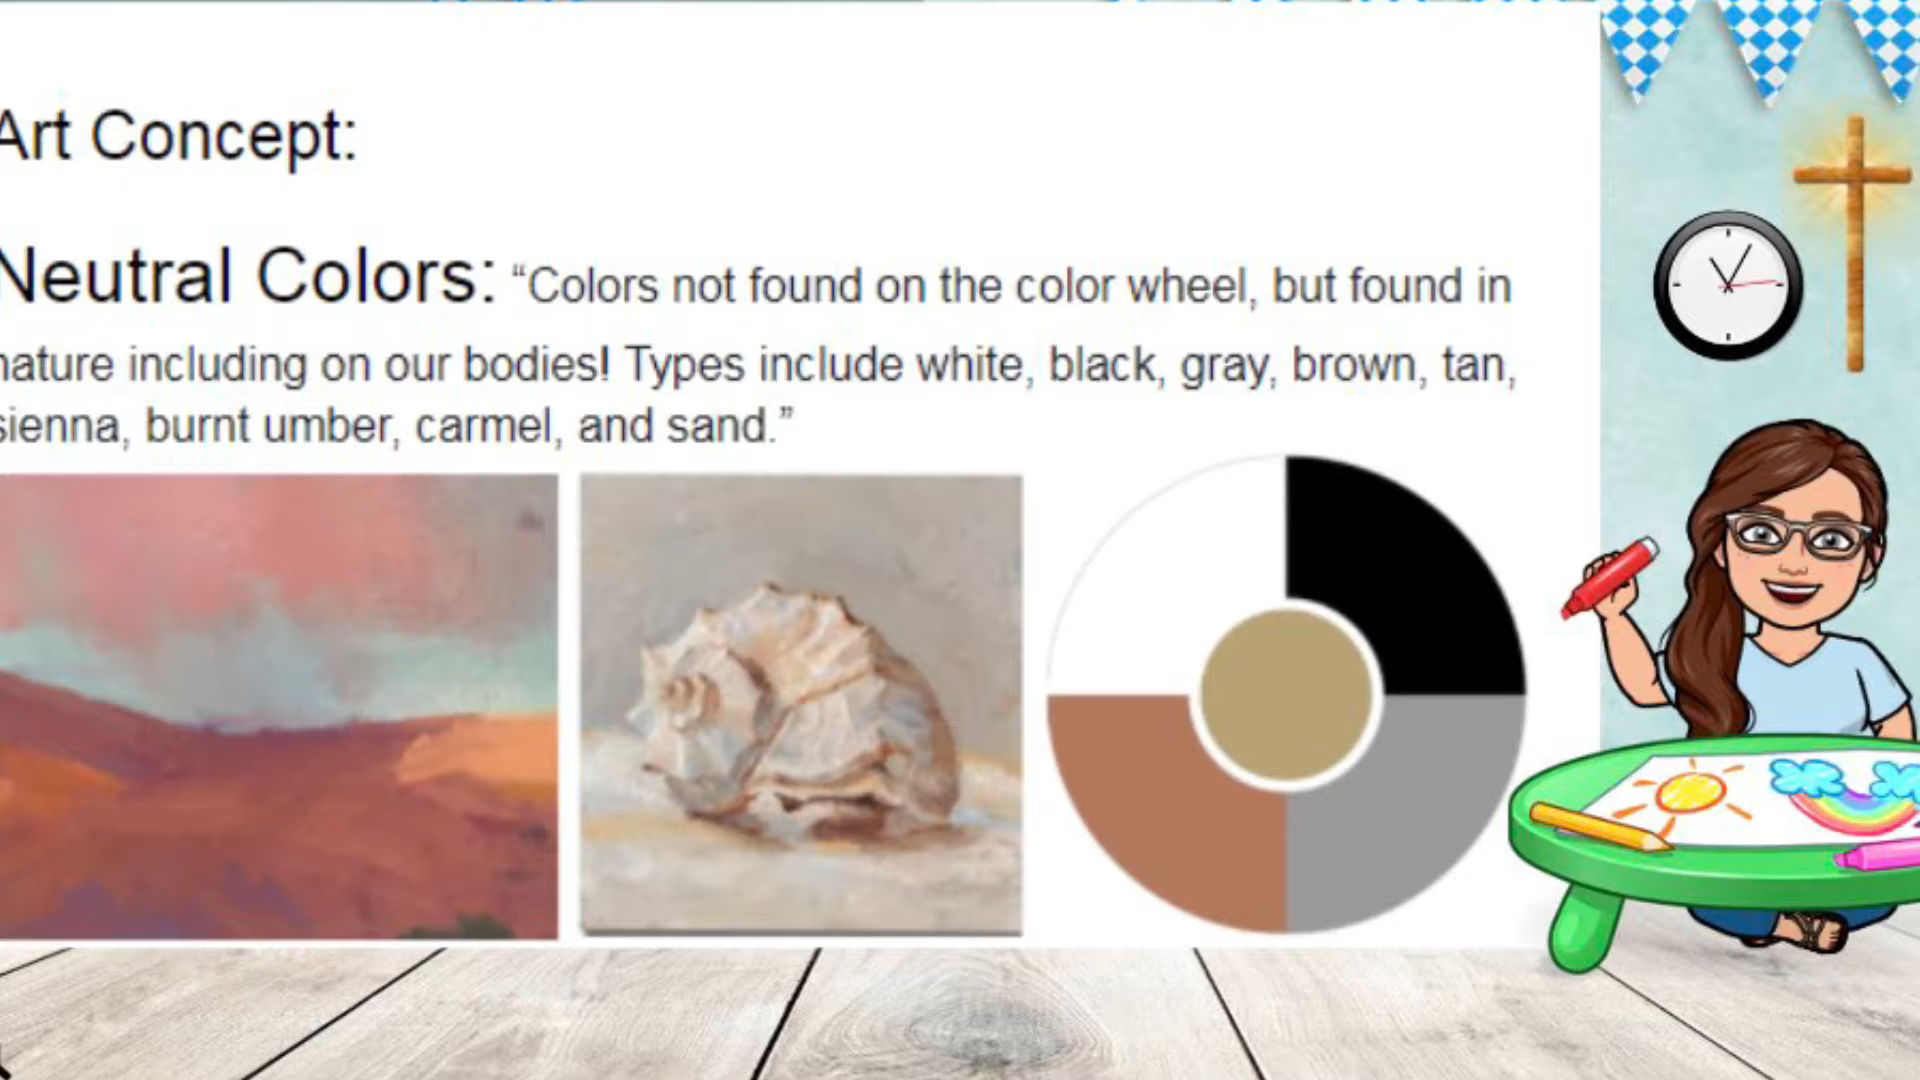 Art Concept:
Neutral Colors: “Colors not found on the color wheel, but found in
nature including on our bodies! Types include white, black, gray, brown, tan,
sienna, burnt umber, carmel, and sand.”